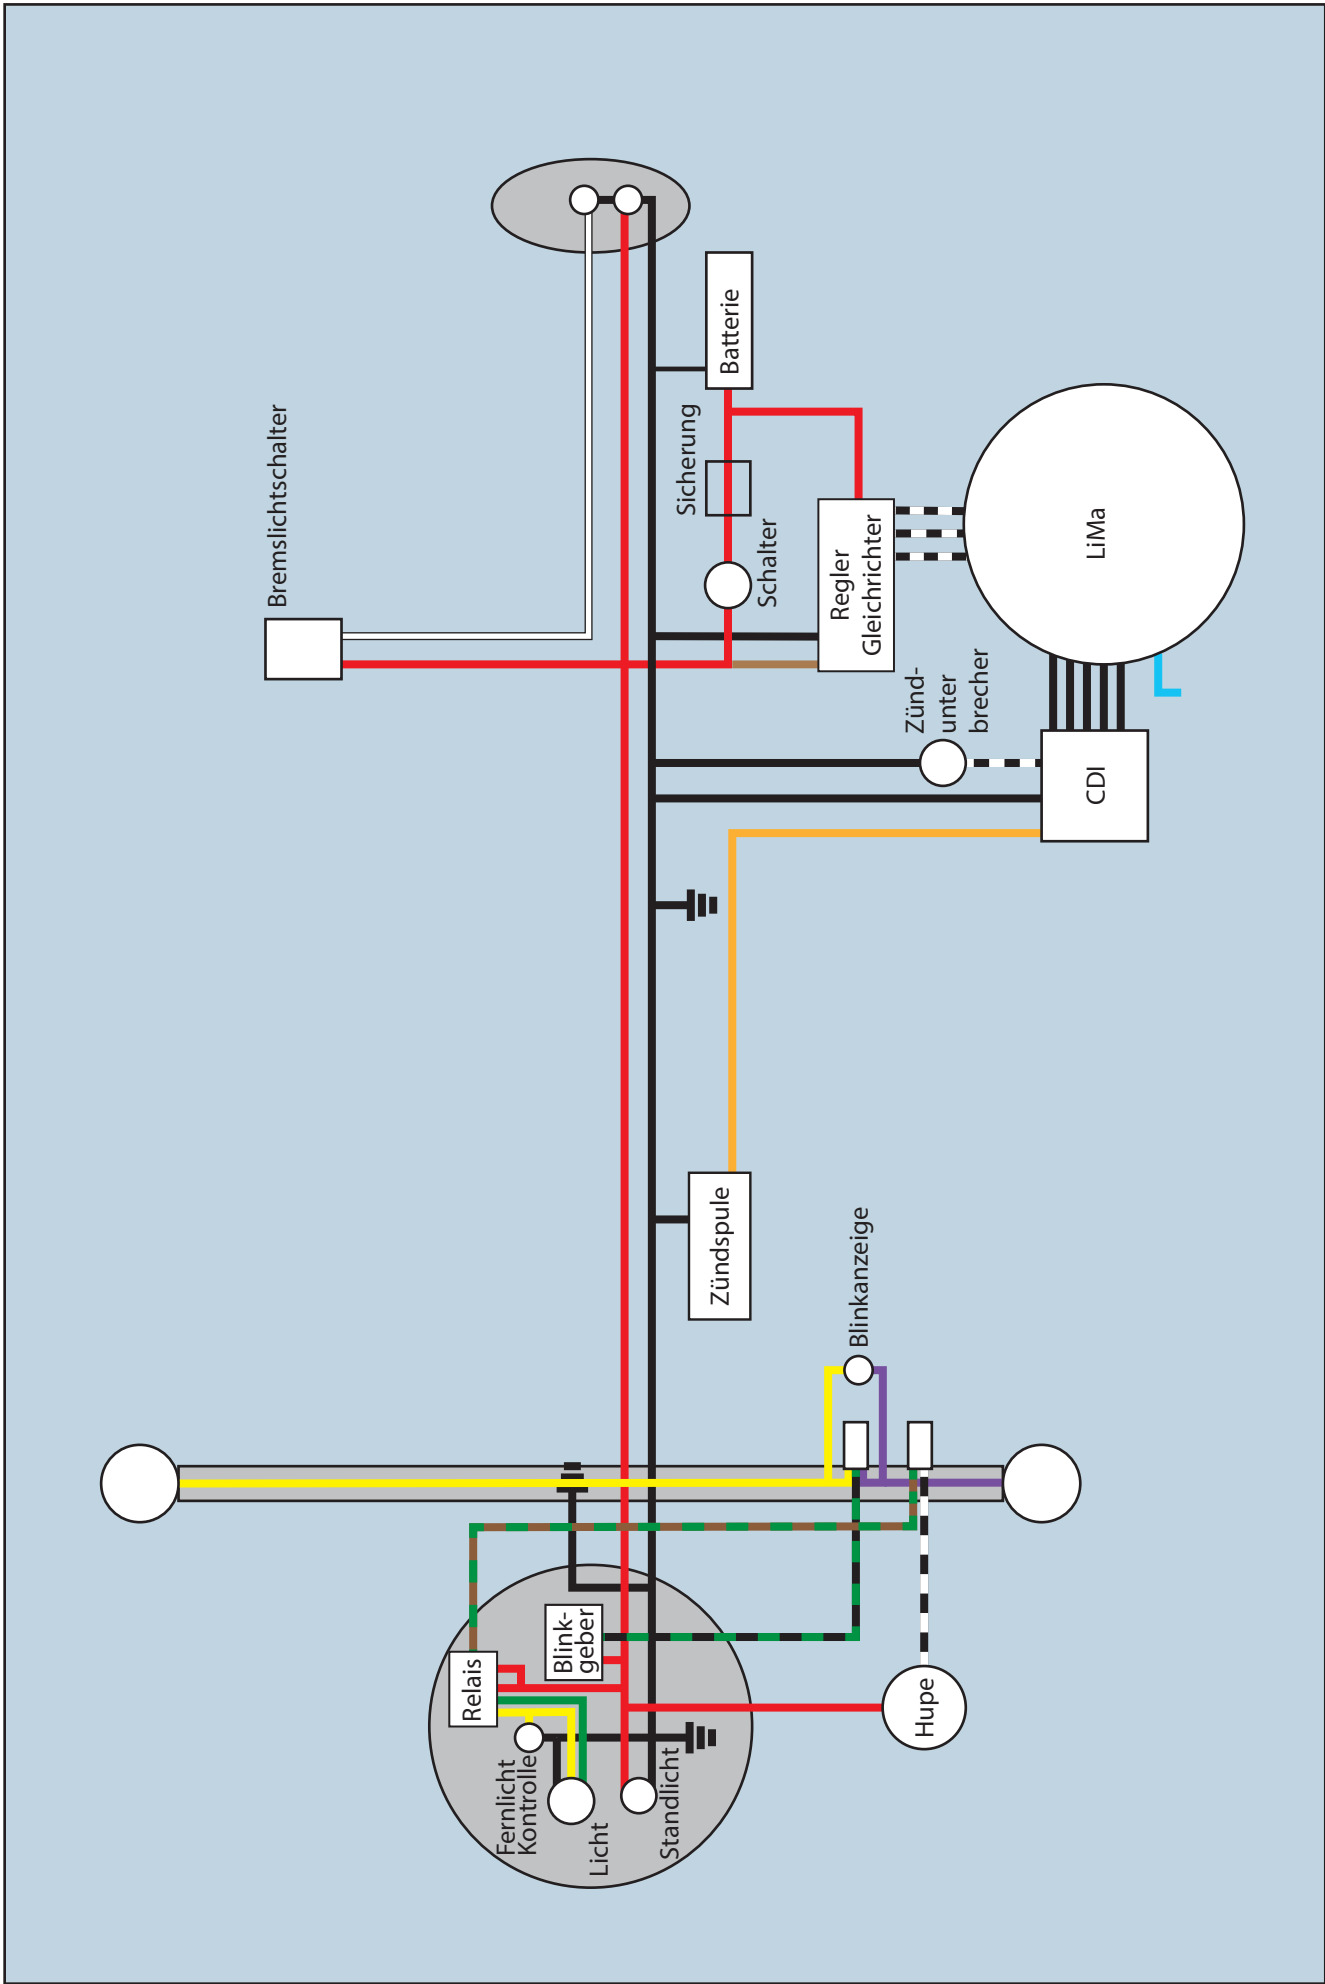 Bremslichtschalter
Batterie
Sicherung
Schalter
Regler
Gleichrichter
LiMa
Zünd-
unter
brecher
CDI
Zündspule
Blinkanzeige
Blink-
geber
Relais
Hupe
Fernlicht
Kontrolle
Licht
Standlicht